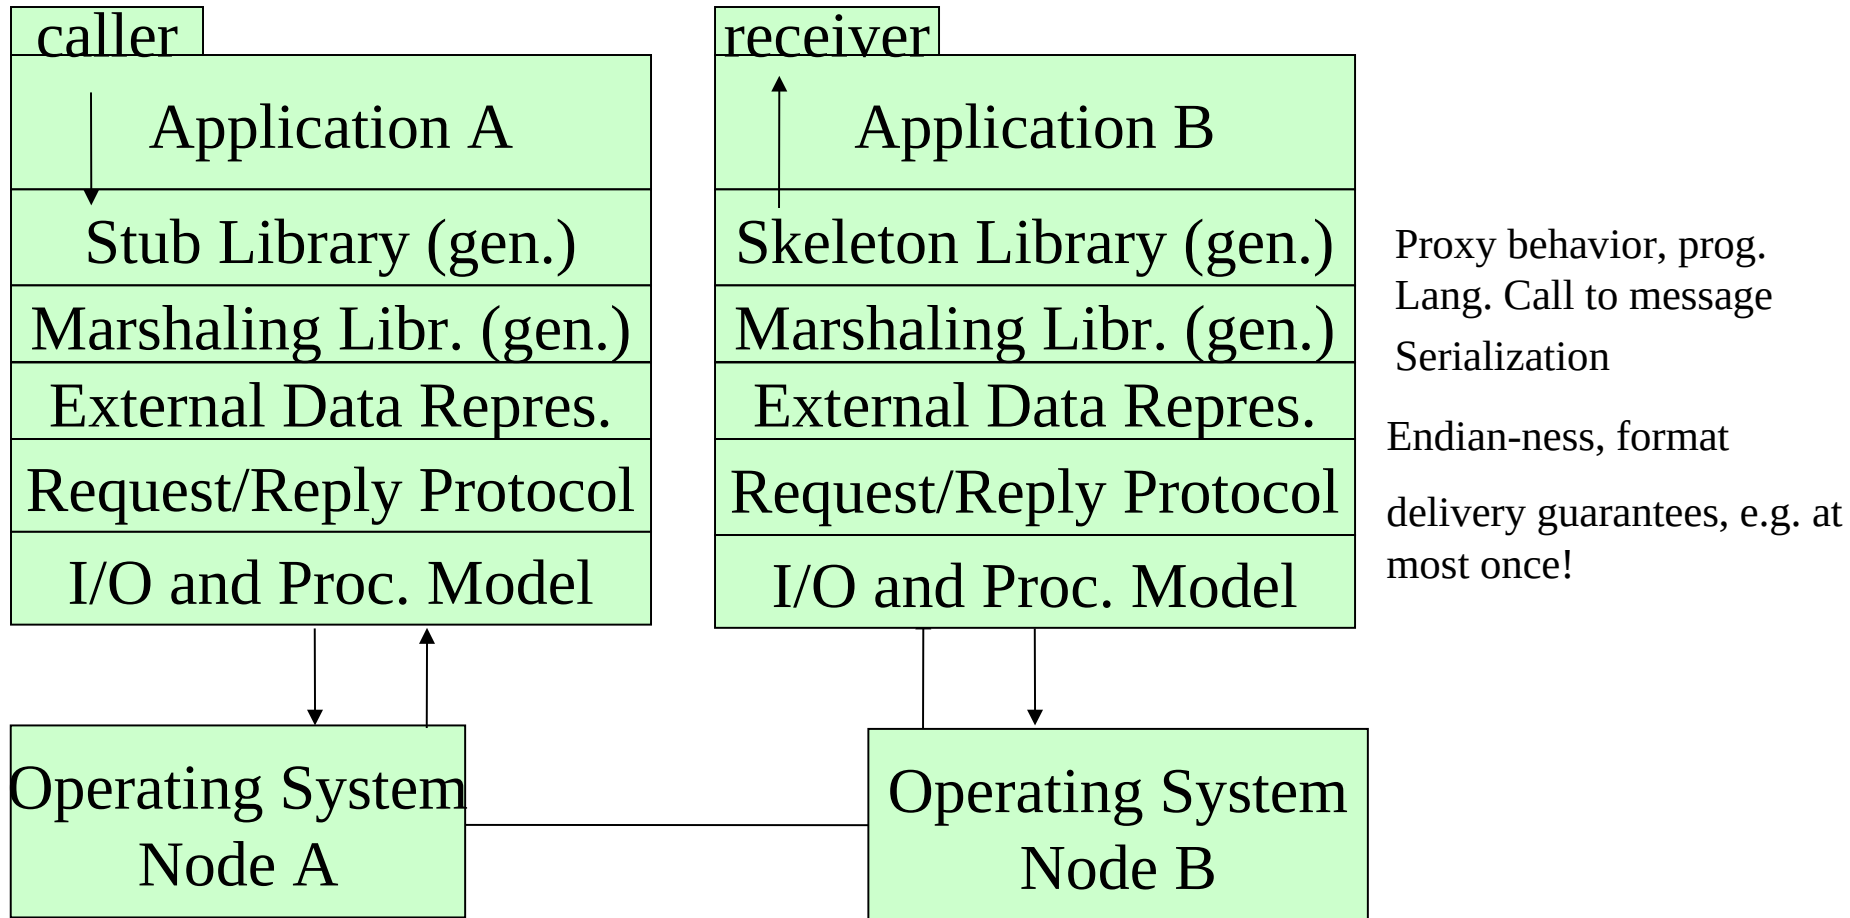 caller
Application A
Stub Library (gen.)
Marshaling Libr. (gen.)
External Data Repres.
Request/Reply Protocol
I/O and Proc. Model
Operating System
Node A
receiver
Application B
Skeleton Library (gen.)
Marshaling Libr. (gen.)
External Data Repres.
Request/Reply Protocol
I/O and Proc. Model
Operating System
Node B
Proxy behavior, prog.
Lang. Call to message
Serialization
Endian-ness, format
delivery guarantees, e.g. at
most once!